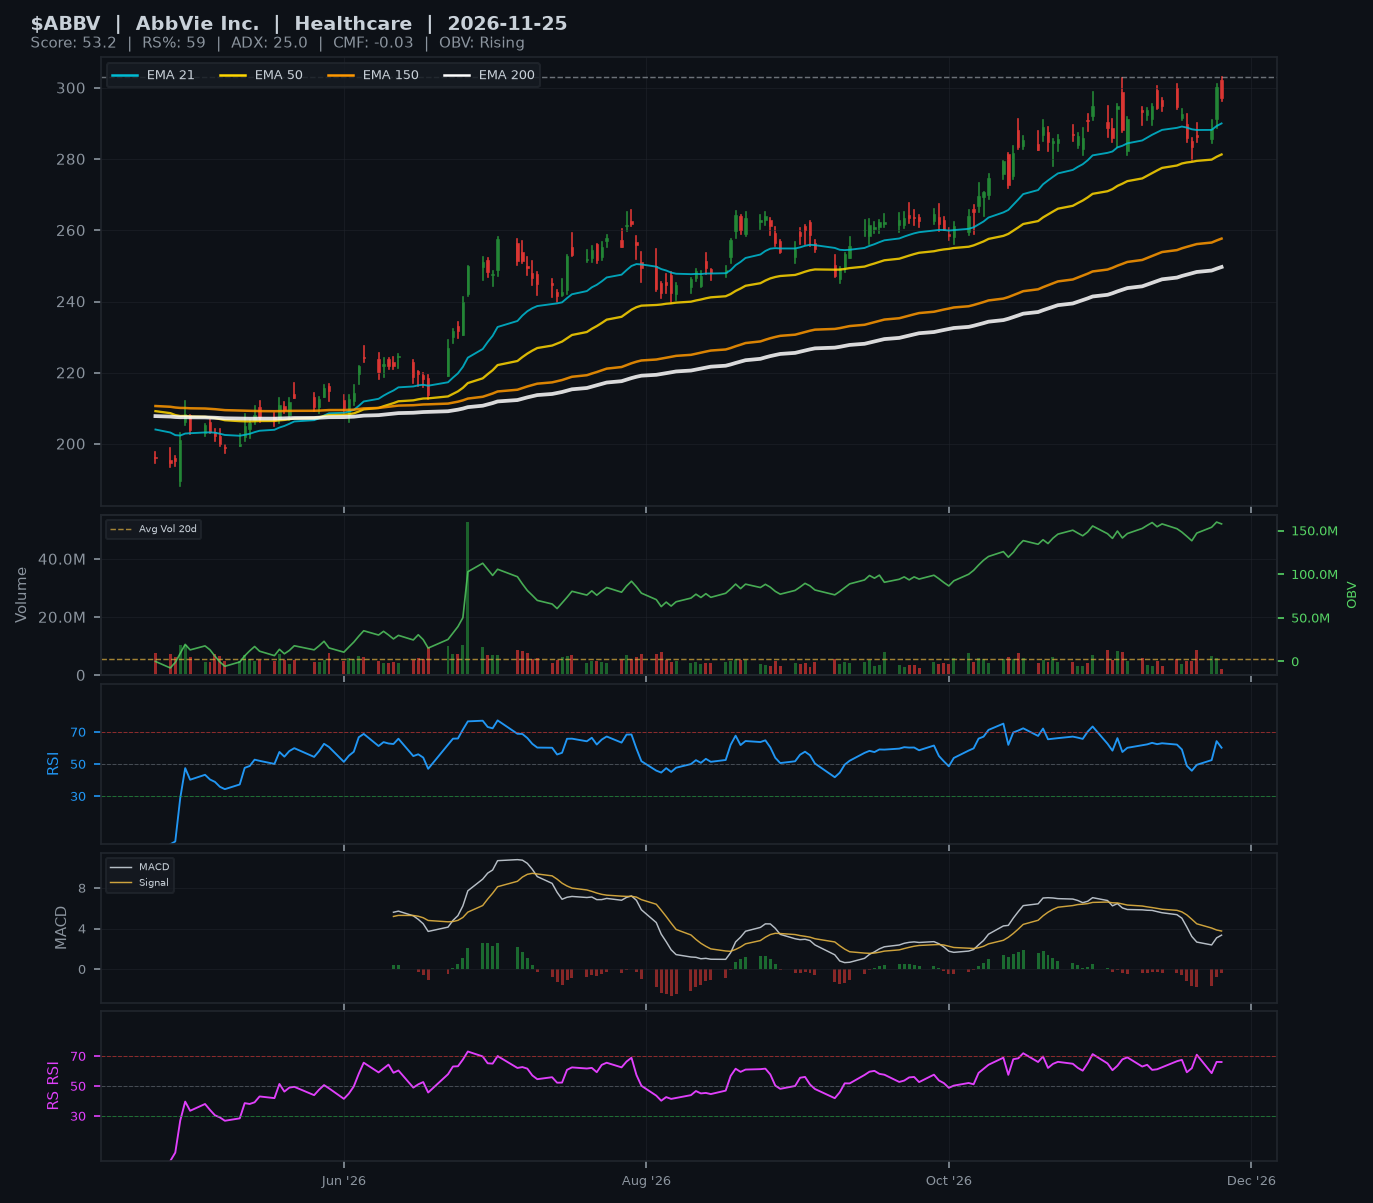 $ABBV | AbbVie Inc. | Healthcare | 2026-11-25
Score: 53.2 | RS%: 59 | ADX: 25.0 | CMF: -0.03 | OBV: Rising
EMA 21 EMA 50 EMA 150 EMA 200
300
280
260
240
220
200
Avg Vol 20d
Volume
40.0M
20.0M
0
150.0M
100.0M
50.0M
0
OBV
RSI
70
50
30
MACD
Signal
MACD
8
4
0
RS RSI
70
50
30
Jun '26 Aug '26 Oct '26 Dec '26